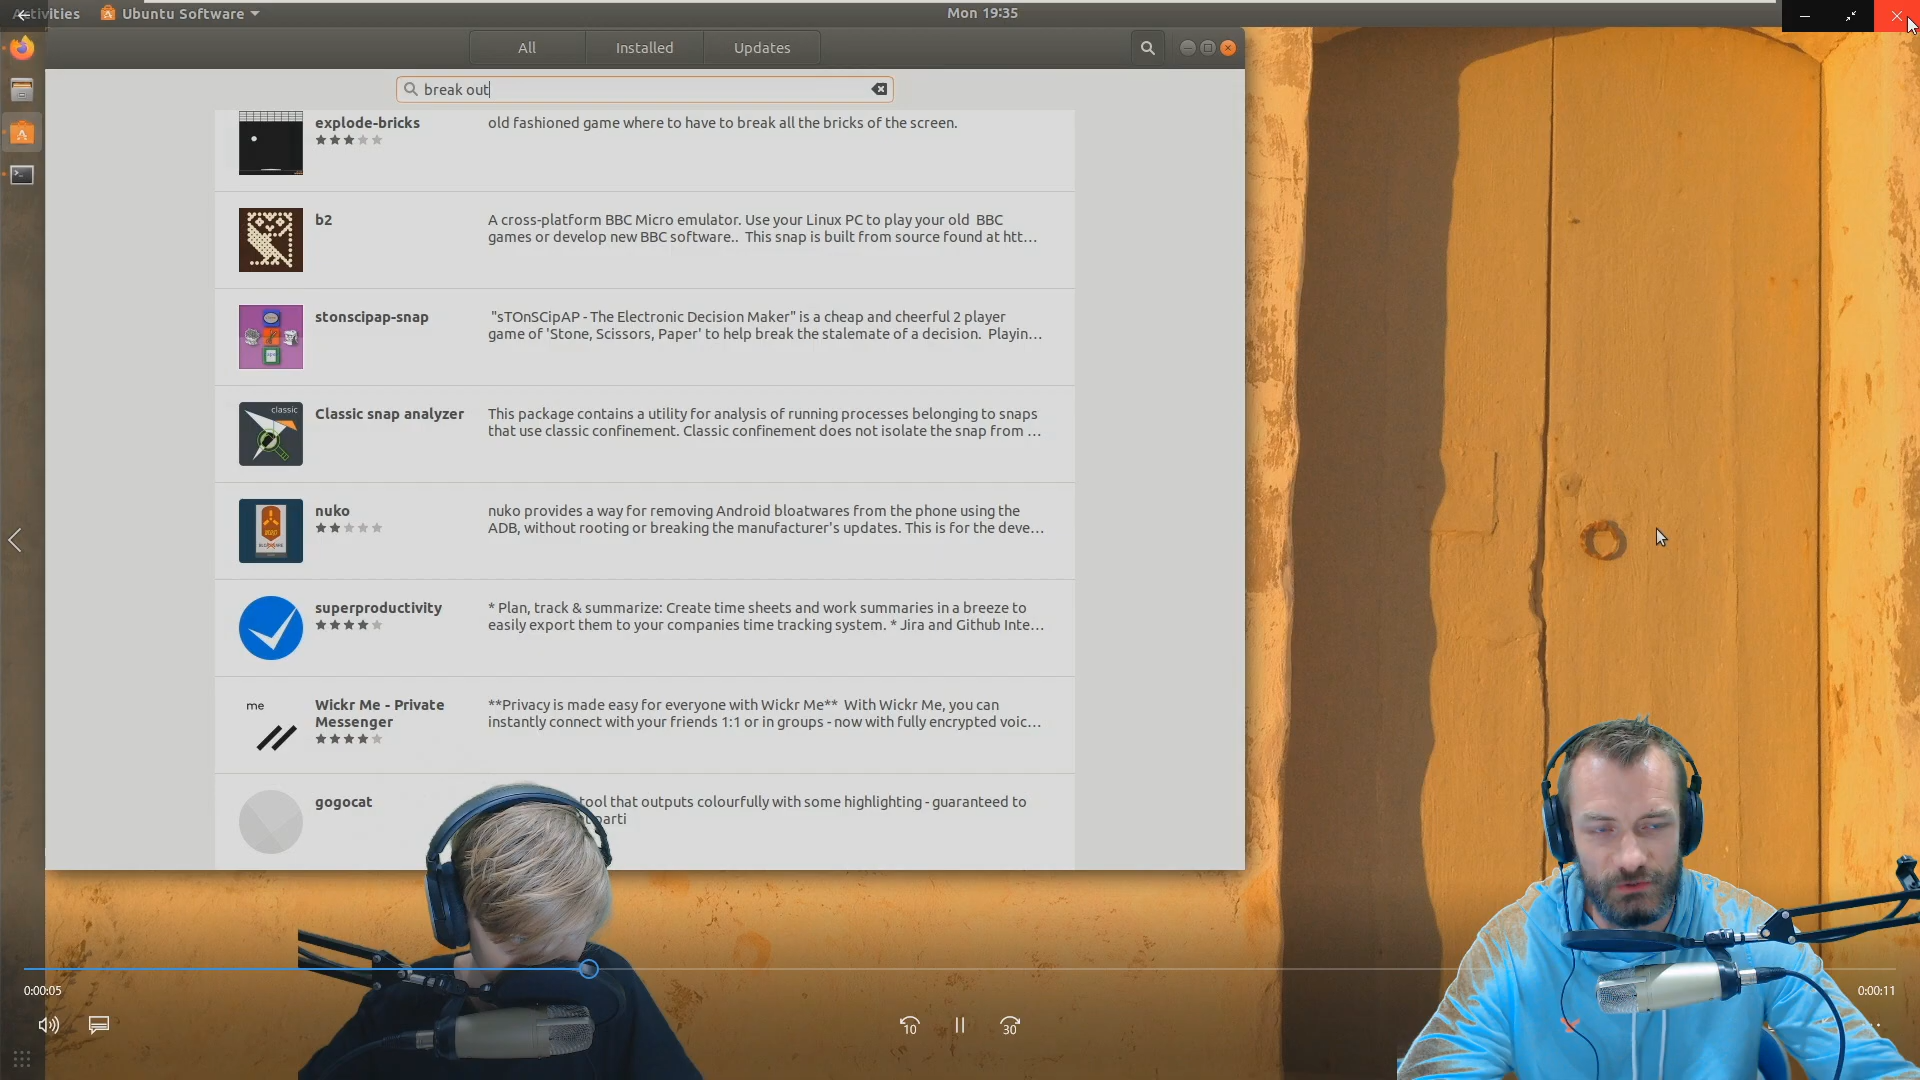 Activities
Ubuntu Software
Mon 19:35
All
Installed
Updates
break out
explode-bricks
old fashioned game where to have to break all the bricks of the screen.
b2
A cross-platform BBC Micro emulator. Use your Linux PC to play your old BBC
games or develop new BBC software.. This snap is built from source found at htt...
stonscipap-snap
"sTOnSCipAP - The Electronic Decision Maker" is a cheap and cheerful 2 player
game of 'Stone, Scissors, Paper' to help break the stalemate of a decision. Playin...
classic
Classic snap analyzer
This package contains a utility for analysis of running processes belonging to snaps
that use classic confinement. Classic confinement does not isolate the snap from ...
nuko
nuko provides a way for removing Android bloatwares from the phone using the
ADB, without rooting or breaking the manufacturer's updates. This is for the deve...
superproductivity
* Plan, track & summarize: Create time sheets and work summaries in a breeze to
easily export them to your companies time tracking system. * Jira and Github Inte...
me
Wickr Me - Private
Messenger
**Privacy is made easy for everyone with Wickr Me** With Wickr Me, you can
instantly connect with your friends 1:1 or in groups - now with fully encrypted voic...
gogocat
tool that outputs colourfully with some highlighting - guaranteed to
parti
0:00:05
0:00:11
10
30